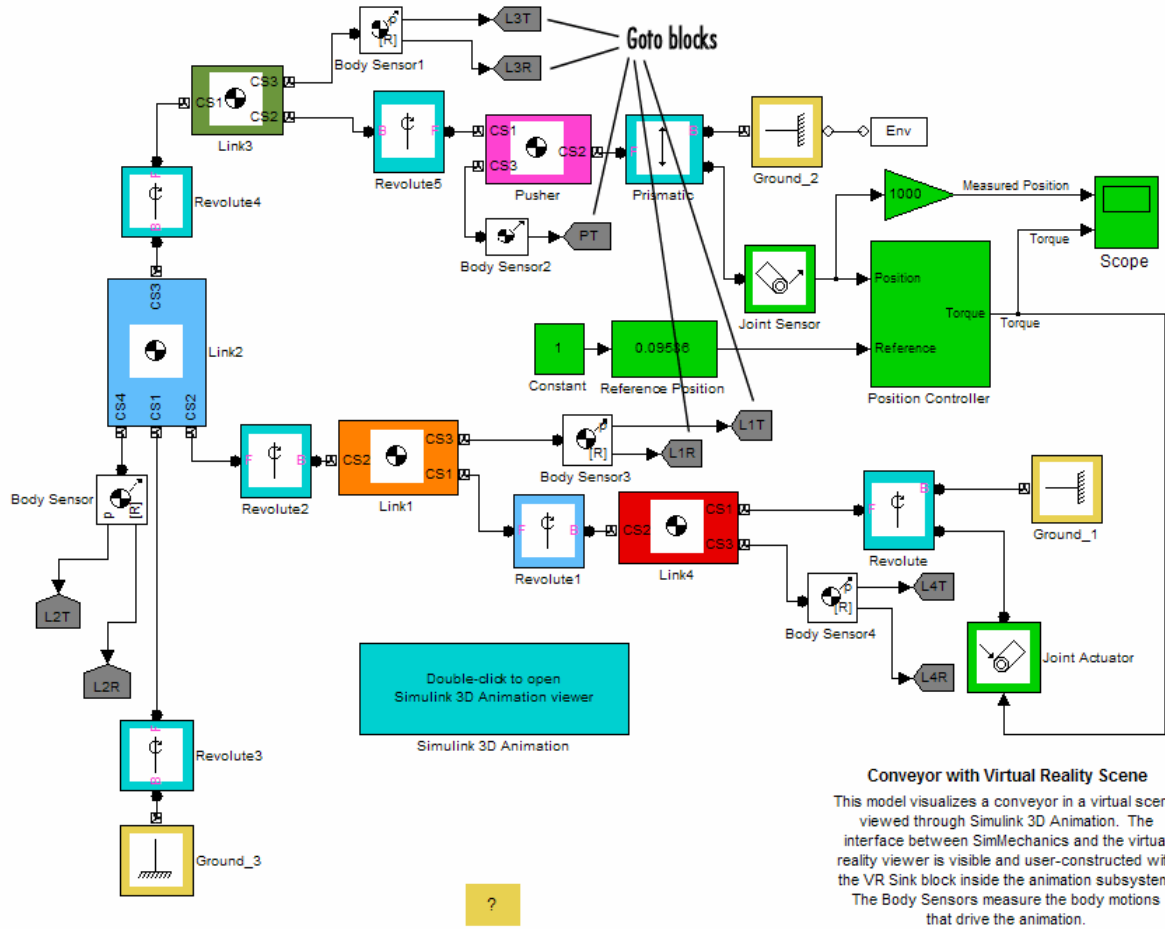 L3T
Goto blocks
p
[R]
Body Sensor1
L3R
CS3
CS1
CS2
Link3
B
F
Revolute5
CS1
CS3
CS2
Pusher
B
F
Prismatic
Ground_2
Env
F
B
Revolute4
PT
Body Sensor2
1000
Measured Position
Torque
Scope
Joint Sensor
Position
Torque
Torque
Reference
Position Controller
CS3
Link2
CS4
CS1
CS2
1
Constant
0.09536
Reference Position
L1T
p
[R]
L1R
Body Sensor3
F
B
Revolute2
CS3
CS2
CS1
Link1
Body Sensor
p
[R]
F
B
Revolute1
CS1
CS2
CS3
Link4
B
F
Revolute
Ground_1
L2T
L2R
p
[R]
Body Sensor4
L4T
L4R
Joint Actuator
Double-click to open
Simulink 3D Animation viewer
Simulink 3D Animation
F
B
Revolute3
Ground_3
?
Conveyor with Virtual Reality Scene
This model visualizes a conveyor in a virtual scen
viewed through Simulink 3D Animation. The
interface between SimMechanics and the virtua
reality viewer is visible and user-constructed wit
the VR Sink block inside the animation subsystem
The Body Sensors measure the body motions
that drive the animation.